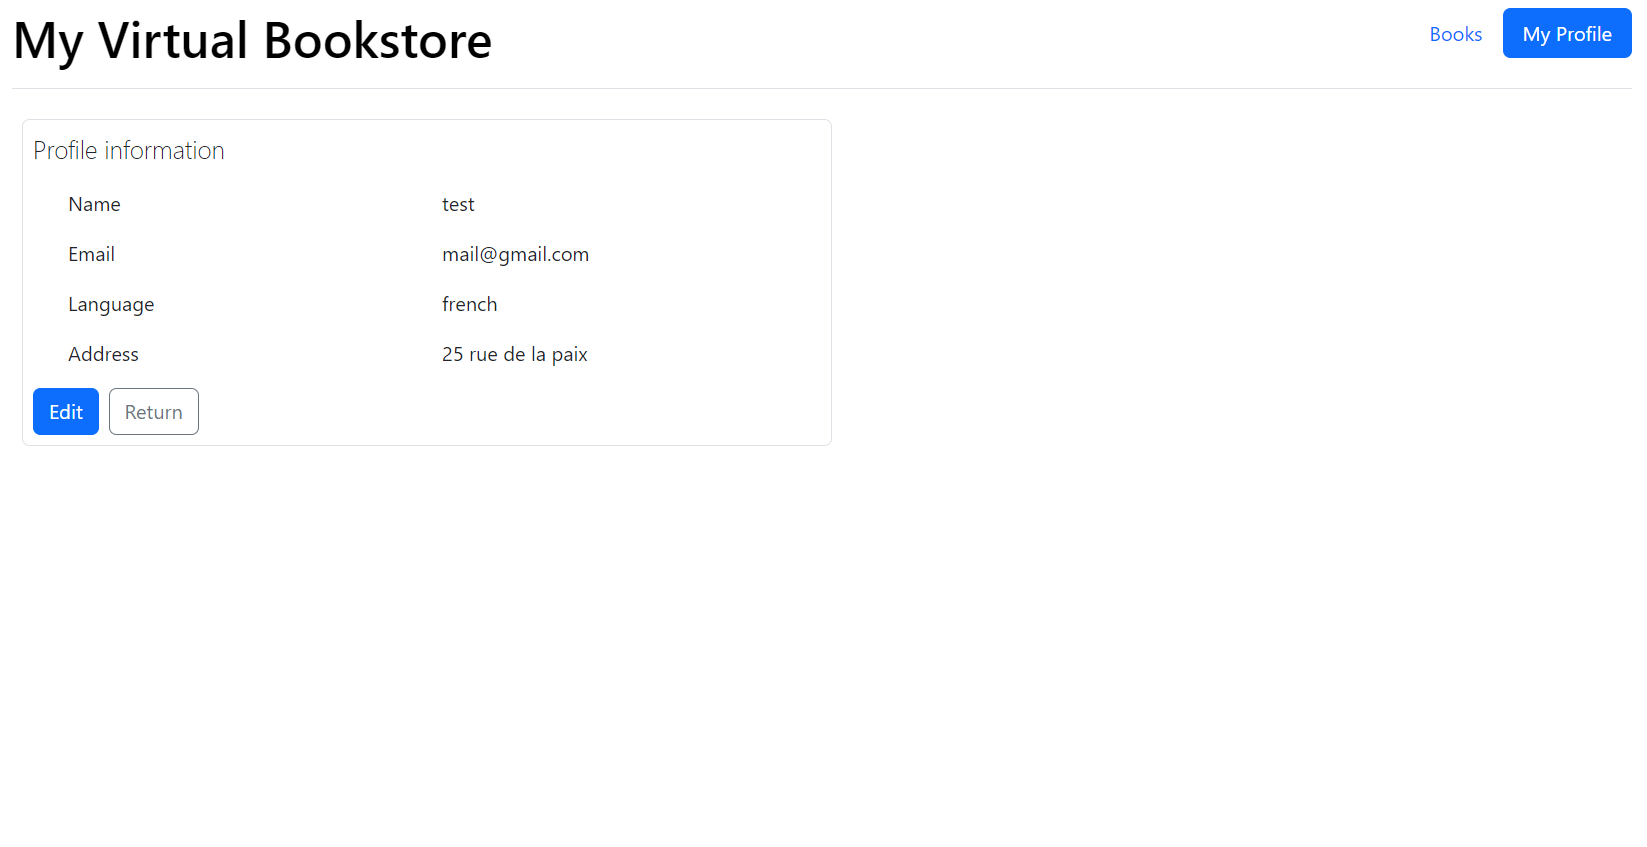 My Virtual Bookstore
Books My Profile
Profile information
Name test
Email mail@gmail.com
Language french
Address 25 rue de la paix
Edit Return